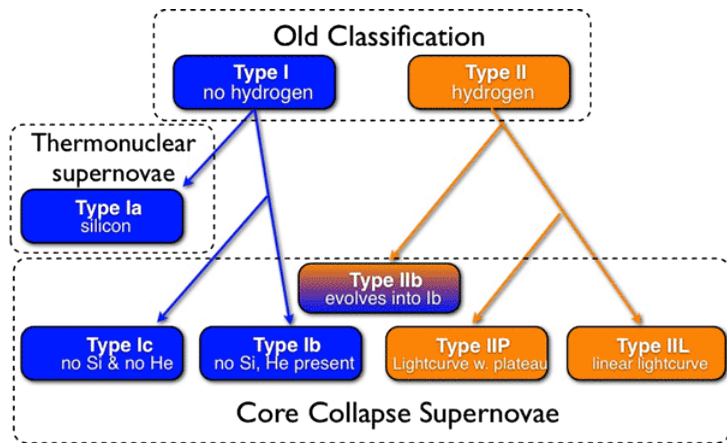 Old Classification
Type I
no hydrogen
Type II
hydrogen
Thermonuclear
supernovae
Type Ia
silicon
Type IIb
evolves into Ib
Type Ic
no Si & no He
Type Ib
no Si, He present
Type IIP
Lightcurve w. plateau
Type IIL
linear lightcurve
Core Collapse Supernovae